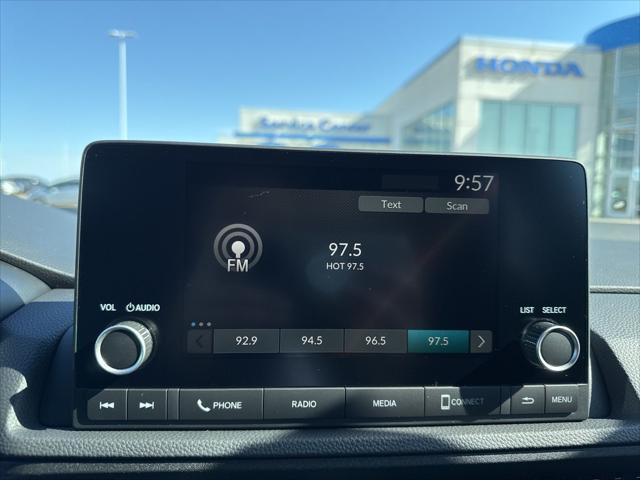 HONDA
Service Center
9:57
Text Scan
97.5
FM
HOT 97.5
VOL AUDIO
LIST SELECT
92.9 94.5 96.5 97.5
PHONE RADIO MEDIA CONNECT MENU